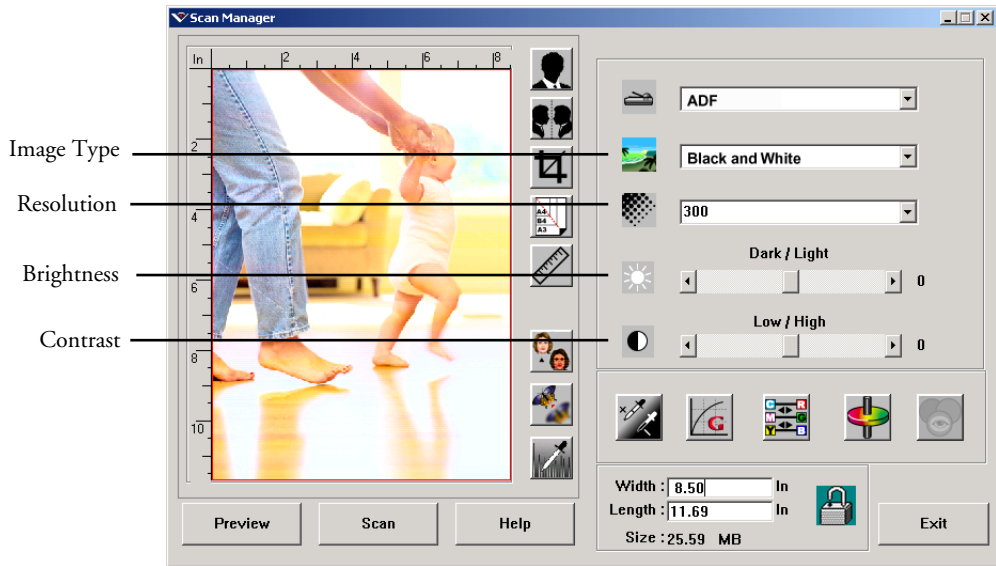 Scan Manager
In 2 4 6 8
2
4
6
8
10
Image Type
Resolution
Brightness
Contrast
A4
B4
A3
ADF
Black and White
300
Dark / Light
0
Low / High
0
G
C R
M G
Y B
Width : 8.50 In
Length : 11.69 In
Size : 25.59 MB
Preview Scan Help Exit